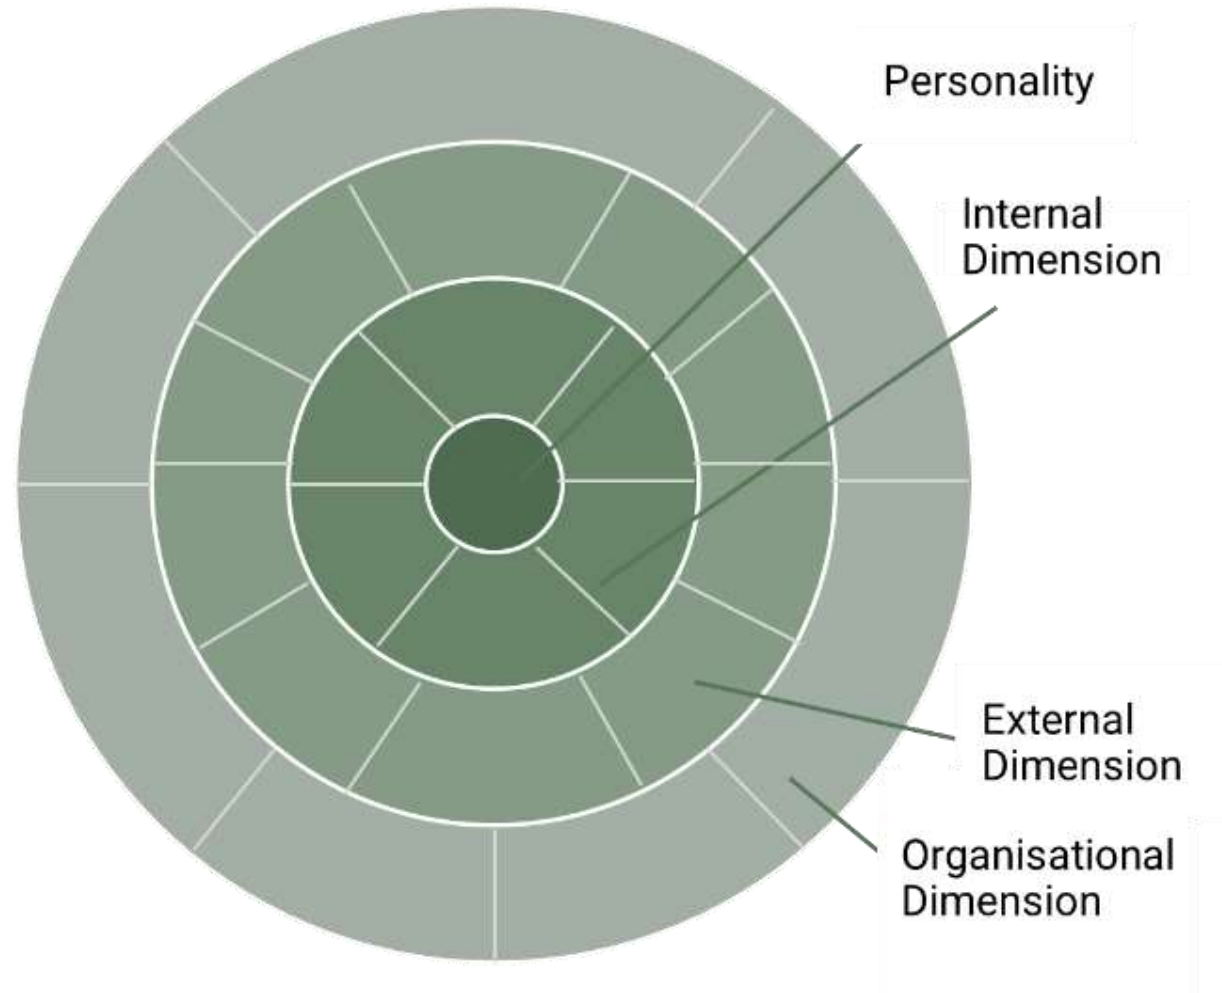 Personality
Internal
Dimension
External
Dimension
Organisational
Dimension